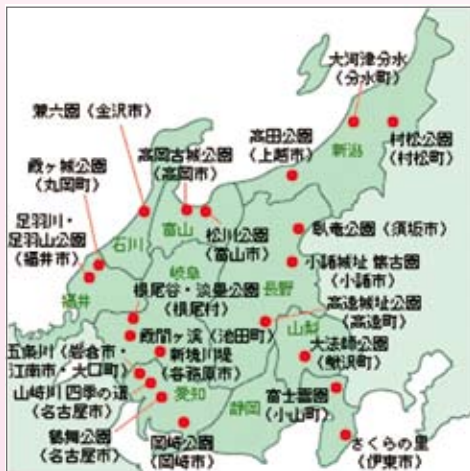 大河津分水
(分水町)
兼六園(金沢市)
高田公園
(上越市)
新潟
村松公園
(村松町)
霞ヶ城公園
(丸岡町)
高岡古城公園
(高岡市)
足羽川・
足羽山公園
(福井市)
石川
富山
松川公園
(富山市)
臥竜公園(須坂市)
岐阜
小諸城址 懐古園
(小諸市)
福井
根尾谷・淡墨公園
(根尾村)
長野
高遠城址公園
(高遠町)
霞間ヶ渓(池田町)
山梨
五条川(岩倉市・
江南市・大口町)
新境川堤
(各務原市)
大法師公園
(鰍沢町)
山崎川 四季の道
(名古屋市)
愛知
静岡
富士霊園
(小山町)
鶴舞公園
(名古屋市)
岡崎公園
(岡崎市)
さくらの里
(伊東市)